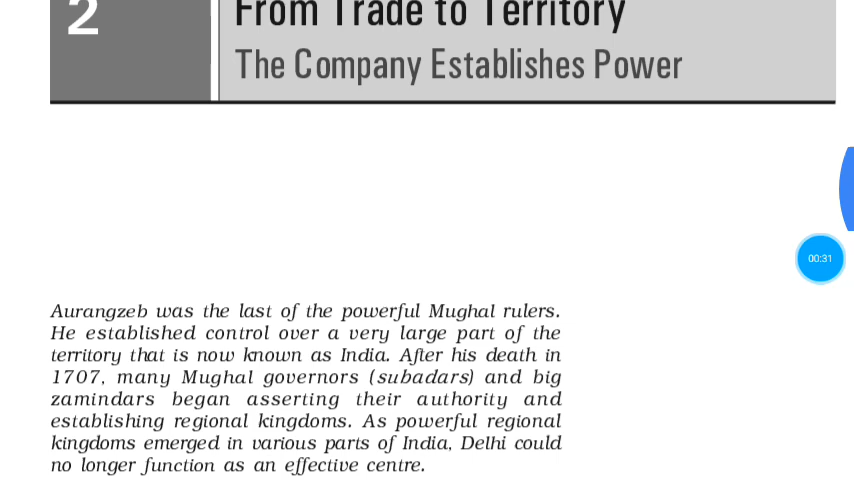 2
From Trade to Territory
The Company Establishes Power
00:31
Aurangzeb was the last of the powerful Mughal rulers.
He established control over a very large part of the
territory that is now known as India. After his death in
1707, many Mughal governors (subadars) and big
zamindars began asserting their authority and
establishing regional kingdoms. As powerful regional
kingdoms emerged in various parts of India, Delhi could
no longer function as an effective centre.